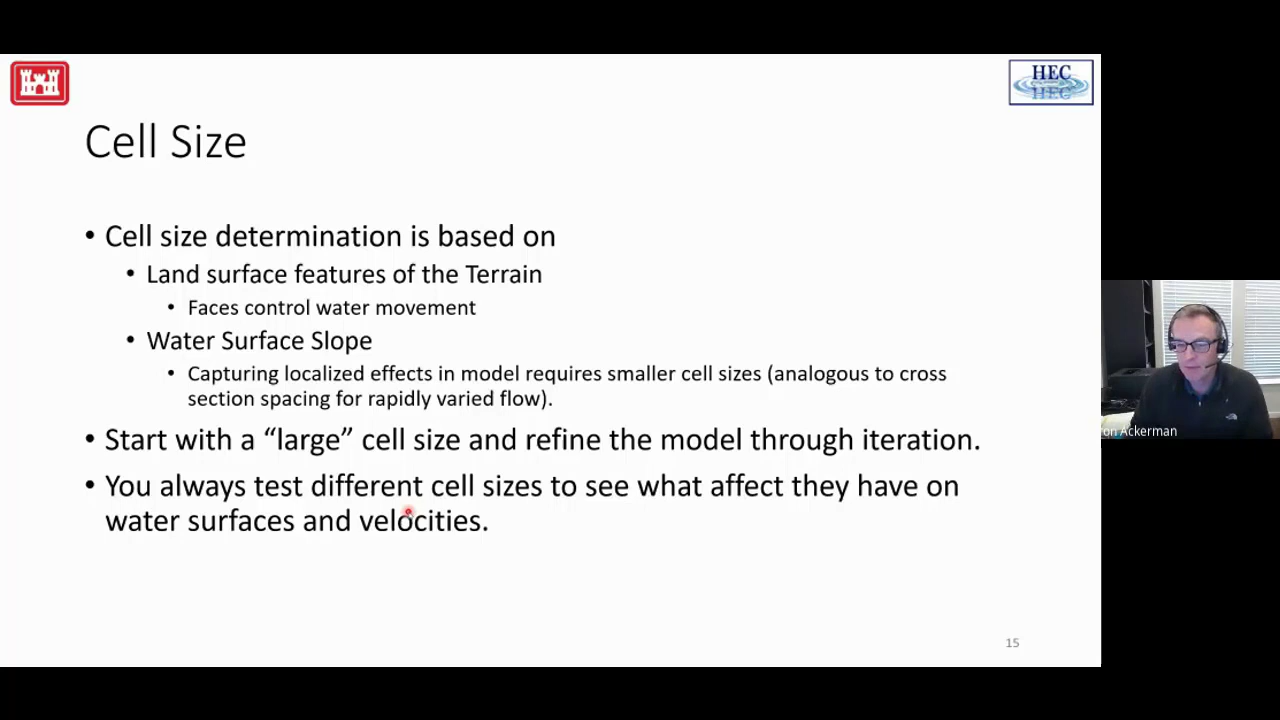 HEC
HEC
Cell Size
• Cell size determination is based on
• Land surface features of the Terrain
• Faces control water movement
• Water Surface Slope
• Capturing localized effects in model requires smaller cell sizes (analogous to cross
section spacing for rapidly varied flow).
• Start with a “large” cell size and refine the model through iteration.
• You always test different cell sizes to see what affect they have on
water surfaces and velocities.
on Ackerman
15